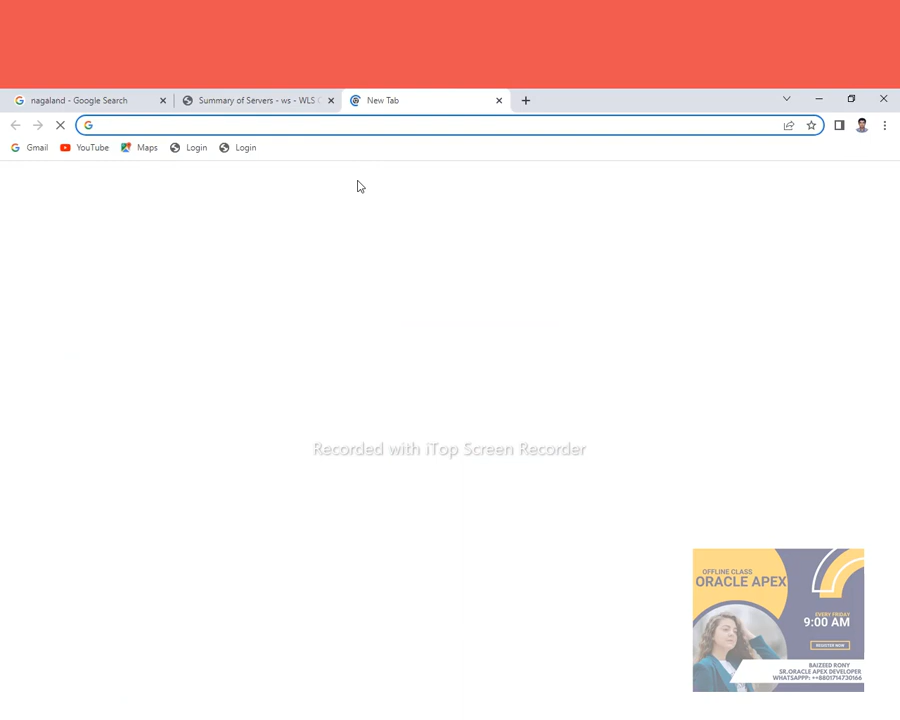 nagaland - Google Search
Summary of Servers - ws - WLS
New Tab
Gmail
YouTube
Maps
Login
Login
Recorded with iTop Screen Recorder
OFFLINE CLASS
ORACLE APEX
EVERY FRIDAY
9:00 AM
REGISTER NOW
BAIZEED RONY
SR.ORACLE APEX DEVELOPER
WHATSAPPP: ++8801714730166